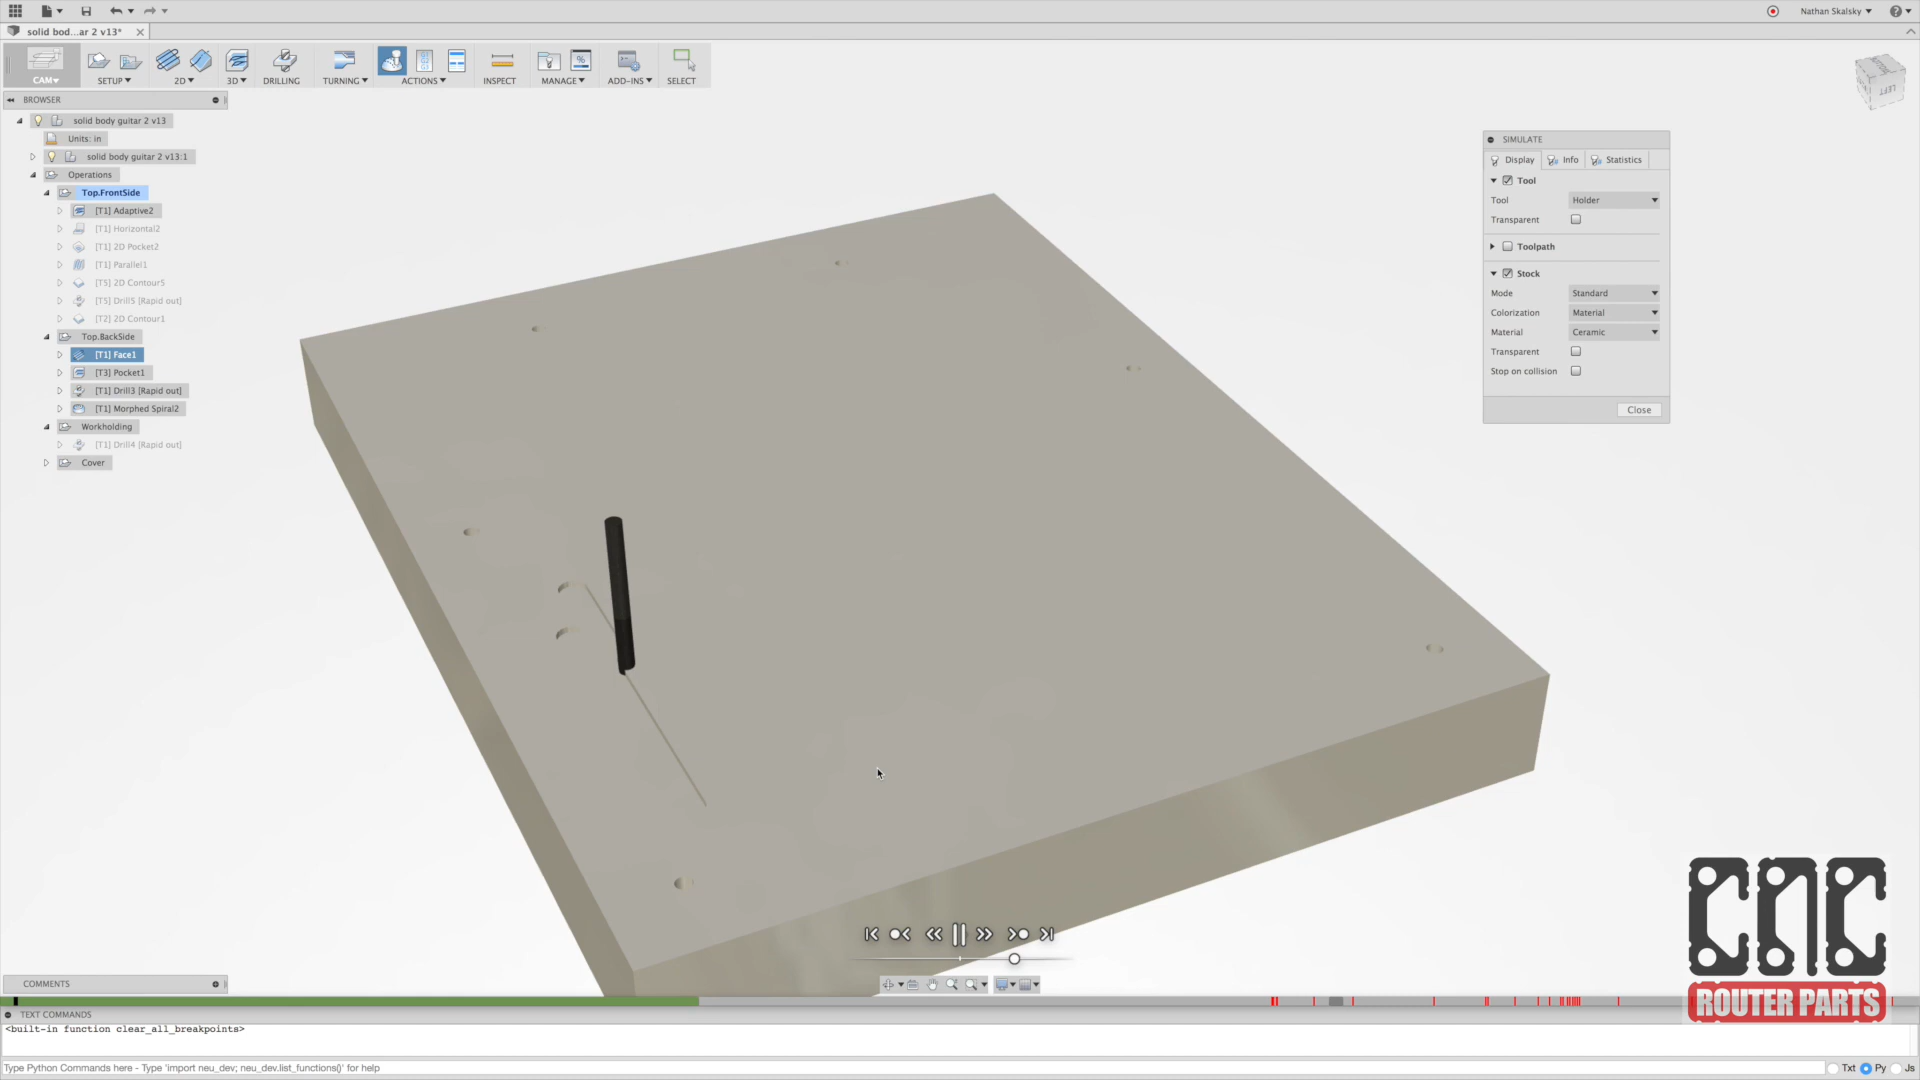 Nathan Skalsky
solid bod...ar 2 v13*
CAM
SETUP
2D
3D
DRILLING
TURNING
ACTIONS
INSPECT
MANAGE
ADD-INS
SELECT
LEFT
BROWSER
solid body guitar 2 v13
Units: in
solid body guitar 2 v13:1
Operations
Top.FrontSide
[T1] Adaptive2
[T1] Horizontal2
[T1] 2D Pocket2
[T1] Parallel1
[T5] 2D Contour5
[T5] Drill5 [Rapid out]
[T2] 2D Contour1
Top.BackSide
[T1] Face1
[T3] Pocket1
[T1] Drill3 [Rapid out]
[T1] Morphed Spiral2
Workholding
[T1] Drill4 [Rapid out]
Cover
SIMULATE
Display Info Statistics
Tool
Tool Holder
Transparent
Toolpath
Stock
Mode Standard
Colorization Material
Material Ceramic
Transparent
Stop on collision
Close
CNC
ROUTER PARTS
COMMENTS
TEXT COMMANDS
<built-in function clear_all_breakpoints>
Type Python Commands here - Type 'import neu_dev; neu_dev.list_functions()' for help
Txt Py Js